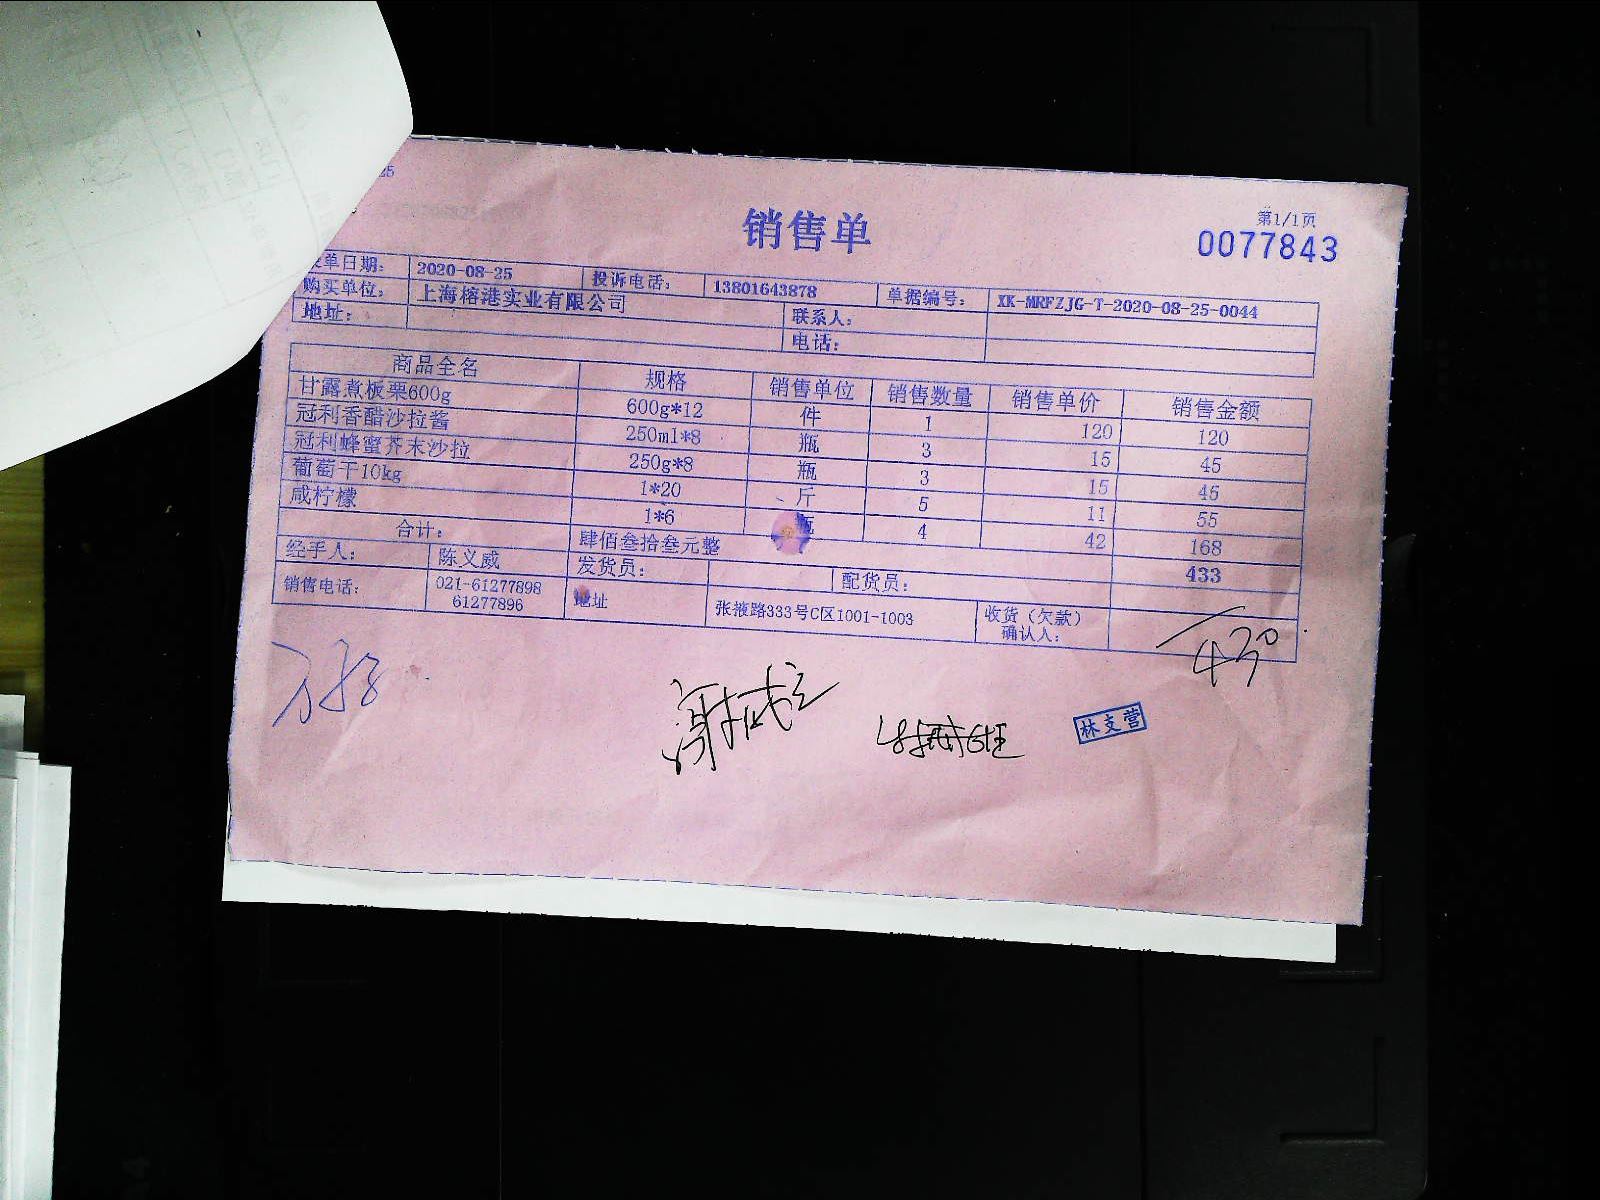 25
销售单
第1/1页
0077843
单日期: 2020-08-25 投诉电话: 13801643878 单据编号: XK-MRFZJG-T-2020-08-25-0044
购买单位: 上海榕港实业有限公司 联系人:
地址: 电话:
商品全名 规格 销售单位 销售数量 销售单价 销售金额
甘露煮板栗600g 600g*12 件 1 120 120
冠利香醋沙拉酱 250ml*8 瓶 3 15 45
冠利蜂蜜芥末沙拉 250g*8 瓶 3 15 45
葡萄干10kg 1*20 斤 5 11 55
咸柠檬 1*6 瓶 4 42 168
合计: 肆佰叁拾叁元整 433
经手人: 陈义威 发货员: 配货员:
销售电话: 021-61277898 61277896 地址 张掖路333号C区1001-1003 收货（欠款）确认人:
430
林支营